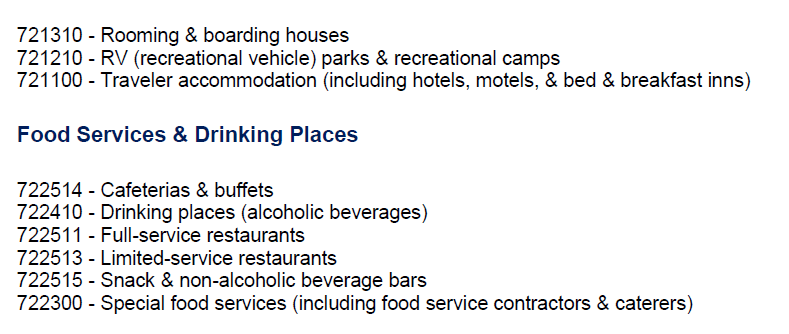 721310 - Rooming & boarding houses
721210 - RV (recreational vehicle) parks & recreational camps
721100 - Traveler accommodation (including hotels, motels, & bed & breakfast inns)
Food Services & Drinking Places
722514 - Cafeterias & buffets
722410 - Drinking places (alcoholic beverages)
722511 - Full-service restaurants
722513 - Limited-service restaurants
722515 - Snack & non-alcoholic beverage bars
722300 - Special food services (including food service contractors & caterers)